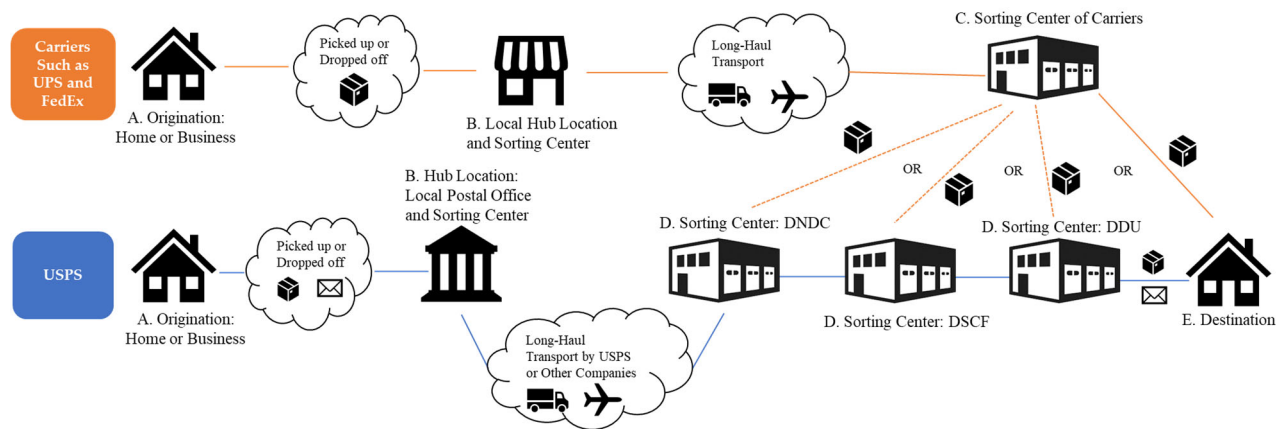 Carriers
Such as
UPS and
FedEx
A. Origination:
Home or Business
Picked up or
Dropped off
B. Local Hub Location
and Sorting Center
Long-Haul
Transport
C. Sorting Center of Carriers
OR
OR
OR
USPS
A. Origination:
Home or Business
Picked up or
Dropped off
B. Hub Location:
Local Postal Office
and Sorting Center
Long-Haul
Transport by USPS
or Other Companies
D. Sorting Center: DNDC
D. Sorting Center: DSCF
D. Sorting Center: DDU
E. Destination